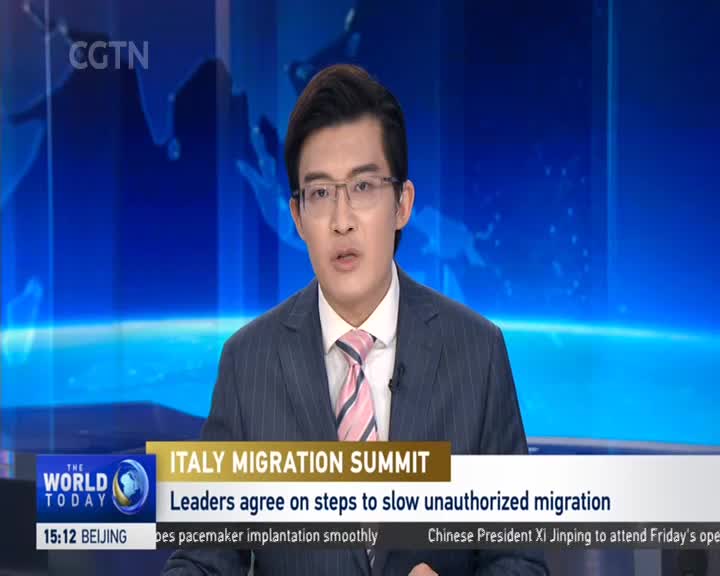 CGTN
ITALY MIGRATION SUMMIT
THE
WORLD
TODAY
Leaders agree on steps to slow unauthorized migration
15:12 BEIJING
oes pacemaker implantation smoothly
Chinese President Xi Jinping to attend Friday's ope